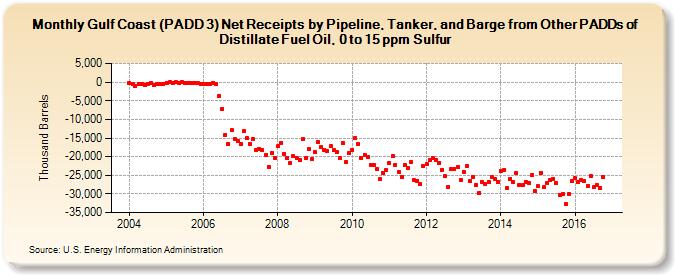 Monthly Gulf Coast (PADD 3) Net Receipts by Pipeline, Tanker, and Barge from Other PADDs of
Distillate Fuel Oil, 0 to 15 ppm Sulfur
Thousand Barrels
5,000
0
-5,000
-10,000
-15,000
-20,000
-25,000
-30,000
-35,000
2004 2006 2008 2010 2012 2014 2016
Source: U.S. Energy Information Administration